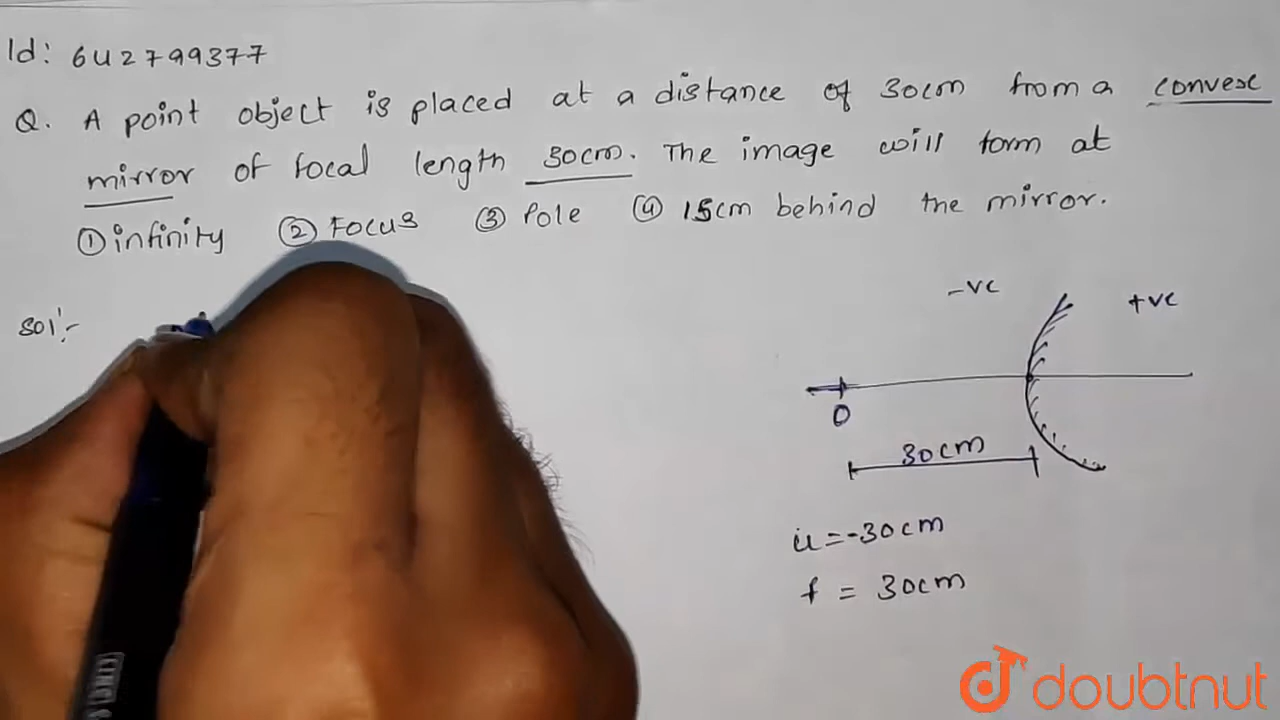 Id: 642799377
Q. A point object is placed at a distance of 30cm from a convex
mirror of focal length 30cm. The image will form at
① infinity ② Focus ③ Pole ④ 15cm behind the mirror.
Sol:-
-ve
+ve
O
30cm
u = -30cm
f = 30cm
doubtnut